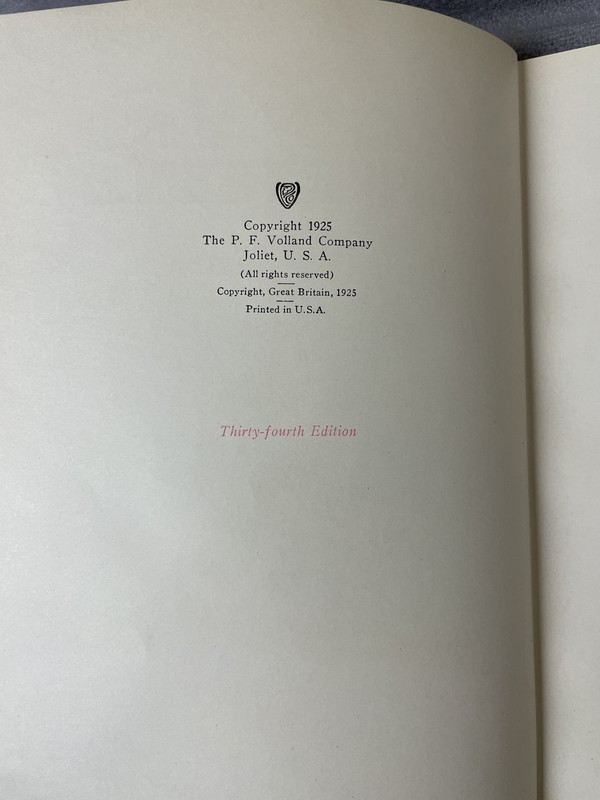 Copyright 1925
The P. F. Volland Company
Joliet, U. S. A.
(All rights reserved)
Copyright, Great Britain, 1925
Printed in U.S.A.
Thirty-fourth Edition